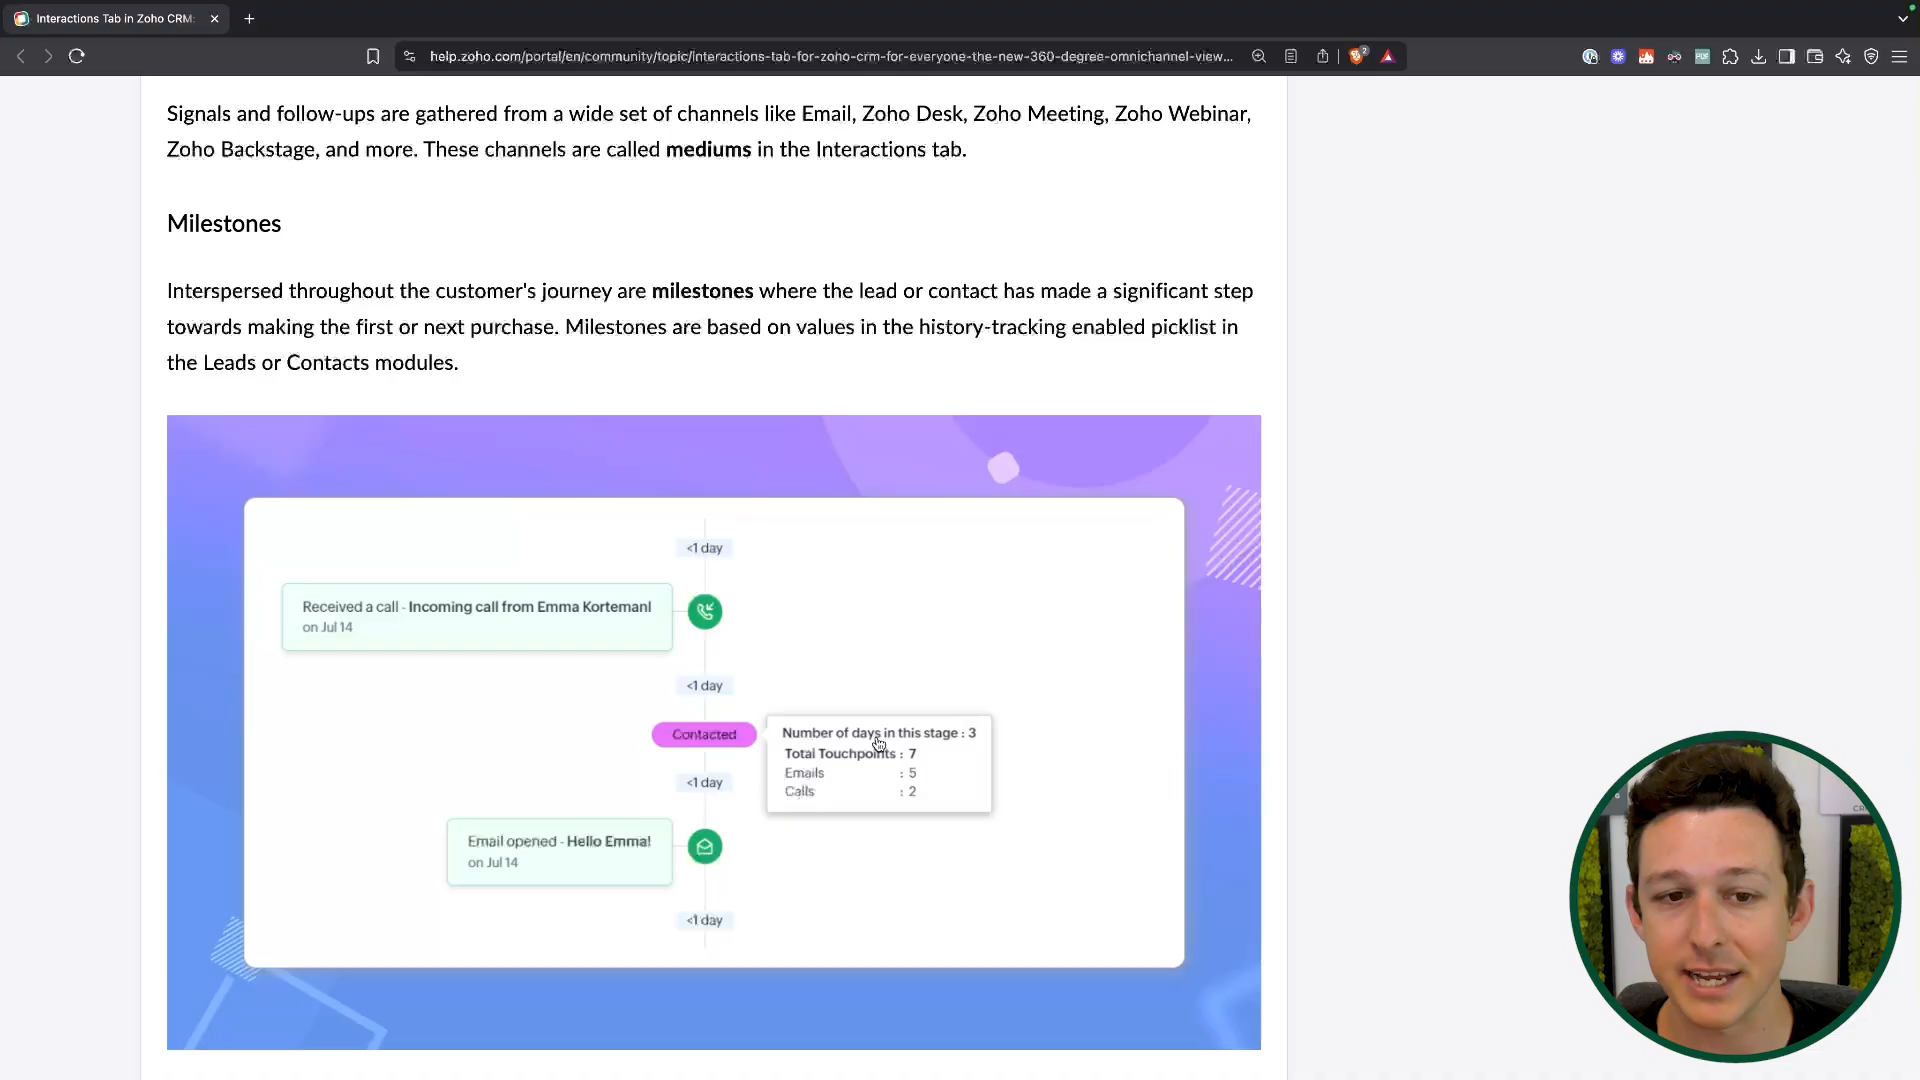 Interactions Tab in Zoho CRM:
help.zoho.com/portal/en/community/topic/interactions-tab-for-zoho-crm-for-everyone-the-new-360-degree-omnichannel-view...
2
PDF
Signals and follow-ups are gathered from a wide set of channels like Email, Zoho Desk, Zoho Meeting, Zoho Webinar,
Zoho Backstage, and more. These channels are called mediums in the Interactions tab.
Milestones
Interspersed throughout the customer's journey are milestones where the lead or contact has made a significant step
towards making the first or next purchase. Milestones are based on values in the history-tracking enabled picklist in
the Leads or Contacts modules.
<1 day
Received a call - Incoming call from Emma Kortemanl
on Jul 14
<1 day
Contacted
Number of days in this stage : 3
Total Touchpoints : 7
Emails : 5
Calls : 2
<1 day
Email opened - Hello Emma!
on Jul 14
<1 day